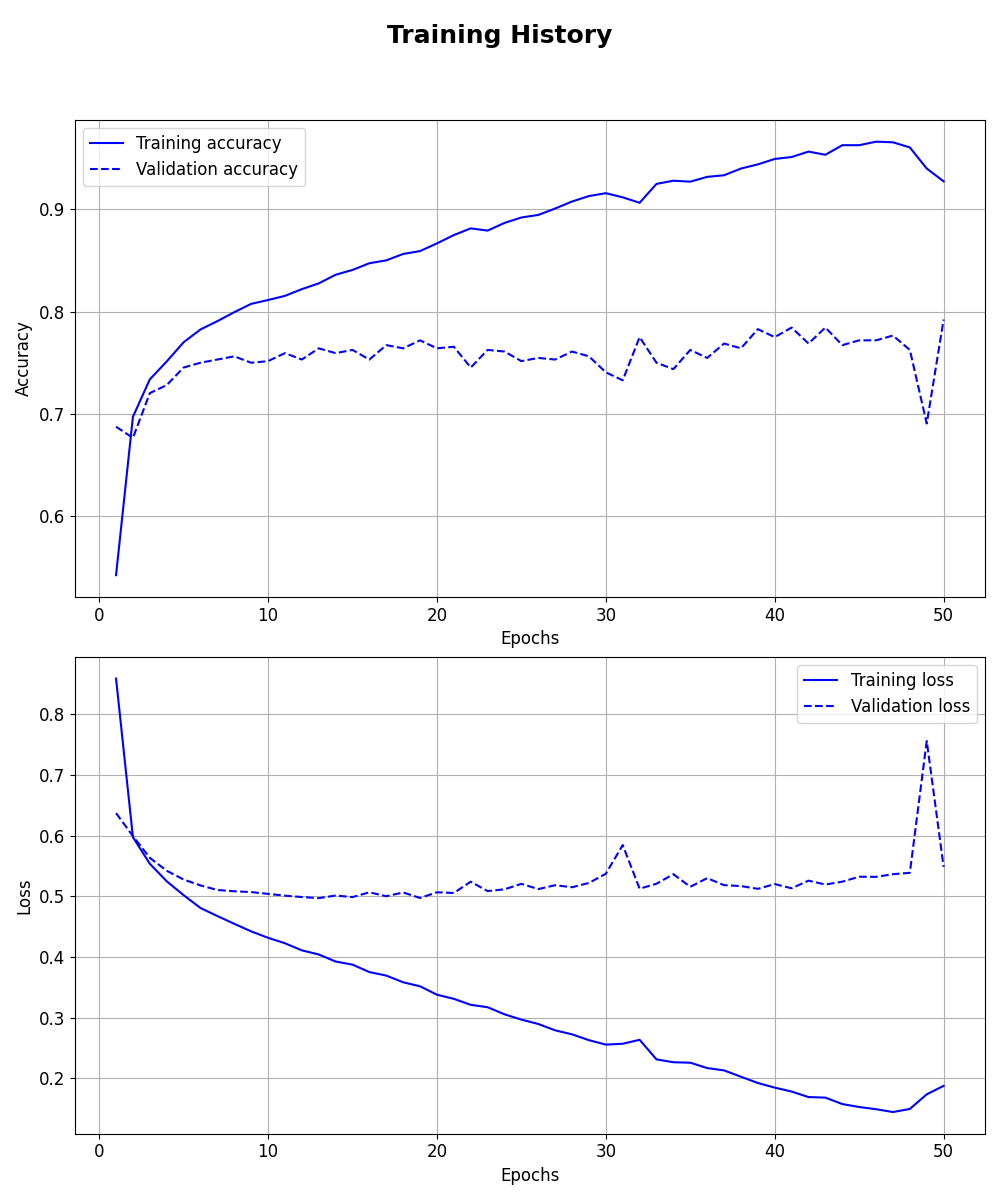 Training History
Training accuracy
Validation accuracy
0.9
0.8
0.7
0.6
Accuracy
0 10 20 30 40 50
Epochs
Training loss
Validation loss
0.8
0.7
0.6
0.5
0.4
0.3
0.2
Loss
0 10 20 30 40 50
Epochs